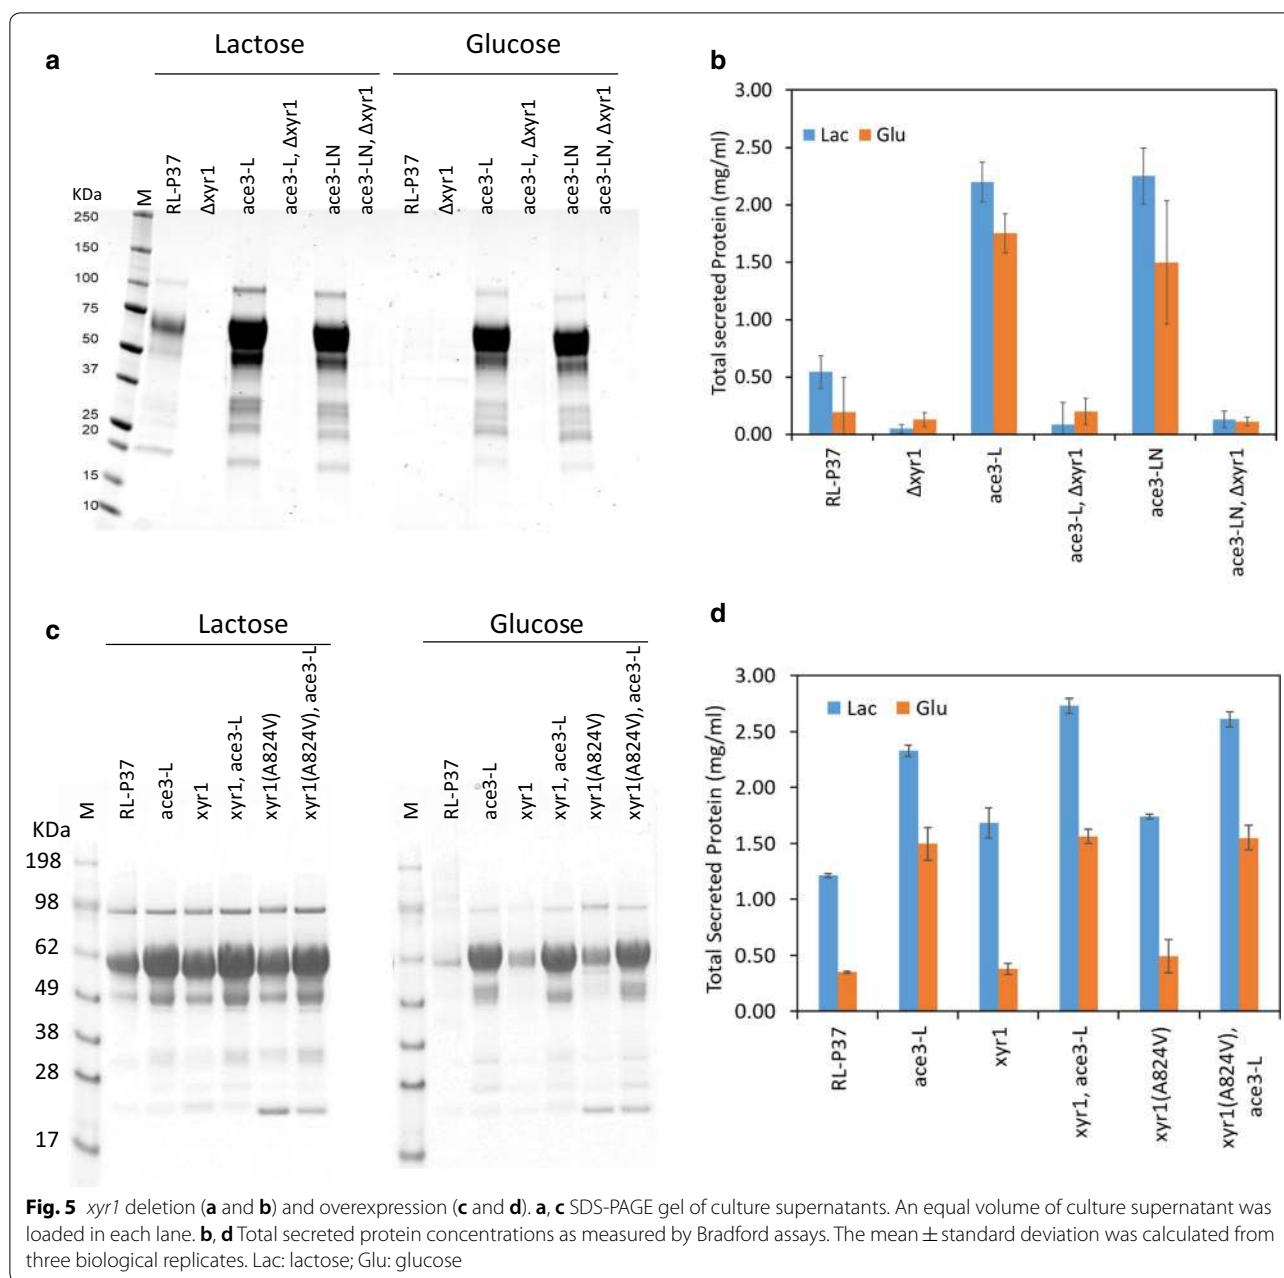 a
Lactose
Glucose
KDa
M
RL-P37
Δxyr1
ace3-L
ace3-L, Δxyr1
ace3-LN
ace3-LN, Δxyr1
RL-P37
Δxyr1
ace3-L
ace3-L, Δxyr1
ace3-LN
ace3-LN, Δxyr1
250
150
100
75
50
37
25
20
15
10
b
Total secreted Protein (mg/ml)
3.00
2.50
2.00
1.50
1.00
0.50
0.00
Lac
Glu
RL-P37
Δxyr1
ace3-L
ace3-L, Δxyr1
ace3-LN
ace3-LN, Δxyr1
c
Lactose
Glucose
KDa
M
RL-P37
ace3-L
xyr1
xyr1, ace3-L
xyr1(A824V)
xyr1(A824V), ace3-L
M
RL-P37
ace3-L
xyr1
xyr1, ace3-L
xyr1(A824V)
xyr1(A824V), ace3-L
198
98
62
49
38
28
17
d
Total Secreted Protein (mg/ml)
3.00
2.50
2.00
1.50
1.00
0.50
0.00
Lac
Glu
RL-P37
ace3-L
xyr1
xyr1, ace3-L
xyr1(A824V)
xyr1(A824V),
ace3-L
Fig. 5 xyr1 deletion (a and b) and overexpression (c and d). a, c SDS-PAGE gel of culture supernatants. An equal volume of culture supernatant was
loaded in each lane. b, d Total secreted protein concentrations as measured by Bradford assays. The mean ± standard deviation was calculated from
three biological replicates. Lac: lactose; Glu: glucose